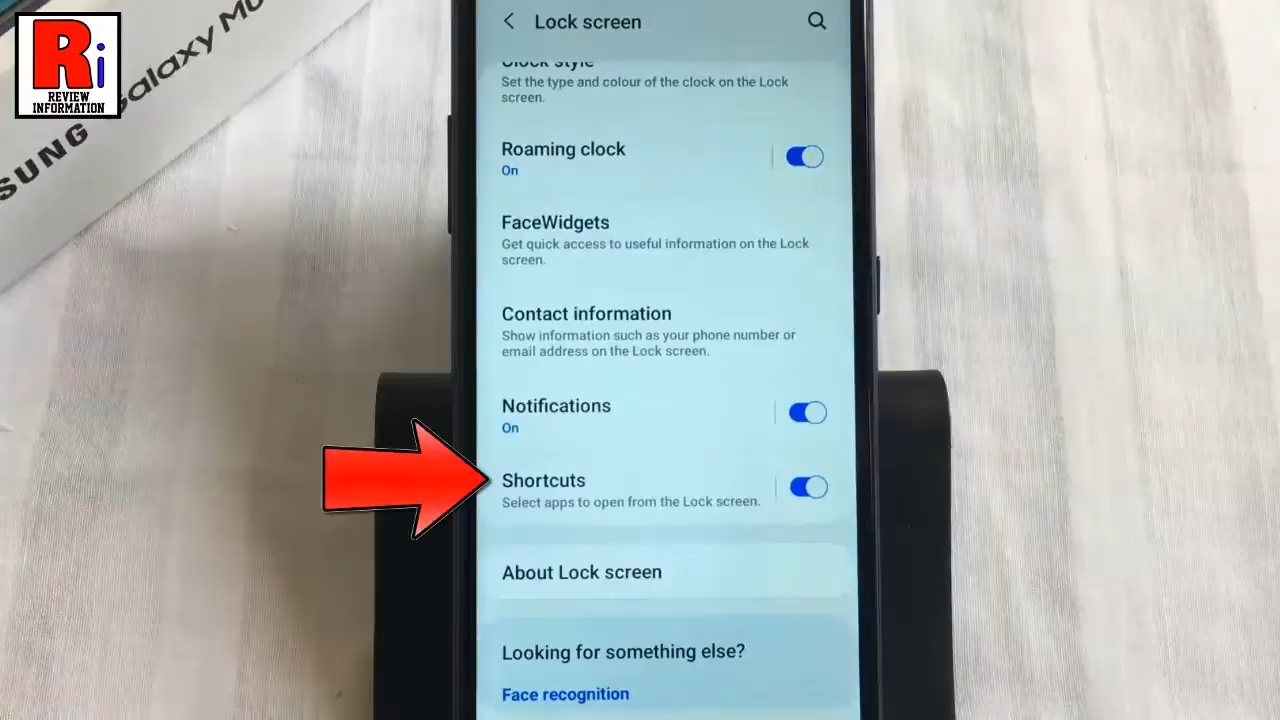 Ri
REVIEW
INFORMATION
SUNG Galaxy
Lock screen
Clock style
Set the type and colour of the clock on the Lock
screen.
Roaming clock
On
FaceWidgets
Get quick access to useful information on the Lock
screen.
Contact information
Show information such as your phone number or
email address on the Lock screen.
Notifications
On
Shortcuts
Select apps to open from the Lock screen.
About Lock screen
Looking for something else?
Face recognition